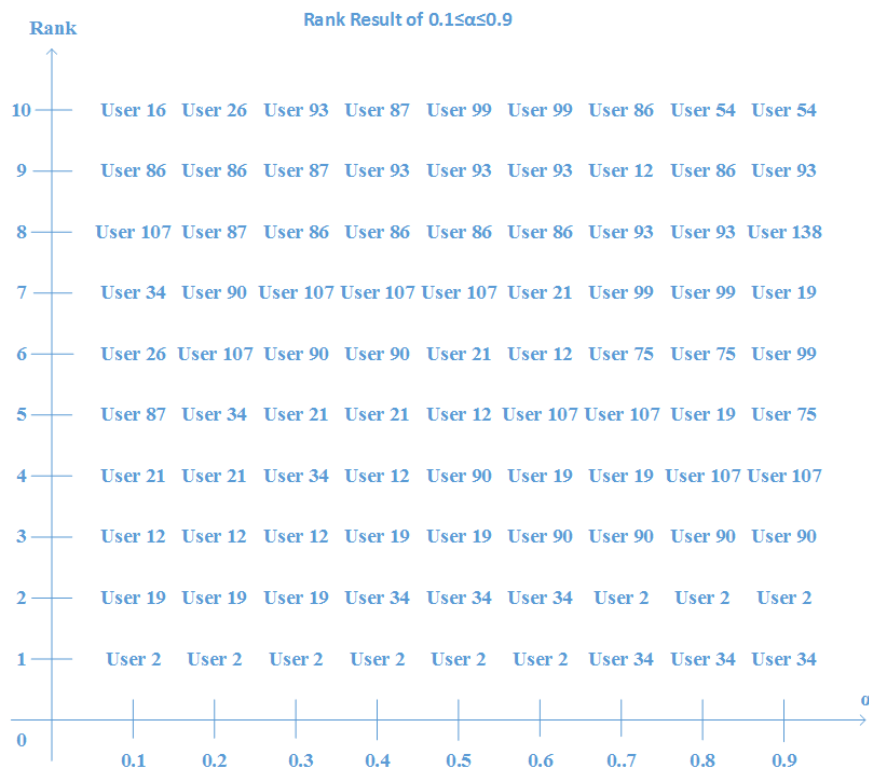 Rank Result of 0.1≤α≤0.9
Rank
10 User 16 User 26 User 93 User 87 User 99 User 99 User 86 User 54 User 54
9 User 86 User 86 User 87 User 93 User 93 User 93 User 12 User 86 User 93
8 User 107 User 87 User 86 User 86 User 86 User 86 User 93 User 93 User 138
7 User 34 User 90 User 107 User 107 User 107 User 21 User 99 User 99 User 19
6 User 26 User 107 User 90 User 90 User 21 User 12 User 75 User 75 User 99
5 User 87 User 34 User 21 User 21 User 12 User 107 User 107 User 19 User 75
4 User 21 User 21 User 34 User 12 User 90 User 19 User 19 User 107 User 107
3 User 12 User 12 User 12 User 19 User 19 User 90 User 90 User 90 User 90
2 User 19 User 19 User 19 User 34 User 34 User 34 User 2 User 2 User 2
1 User 2 User 2 User 2 User 2 User 2 User 2 User 34 User 34 User 34
α
0
0.1 0.2 0.3 0.4 0.5 0.6 0..7 0.8 0.9